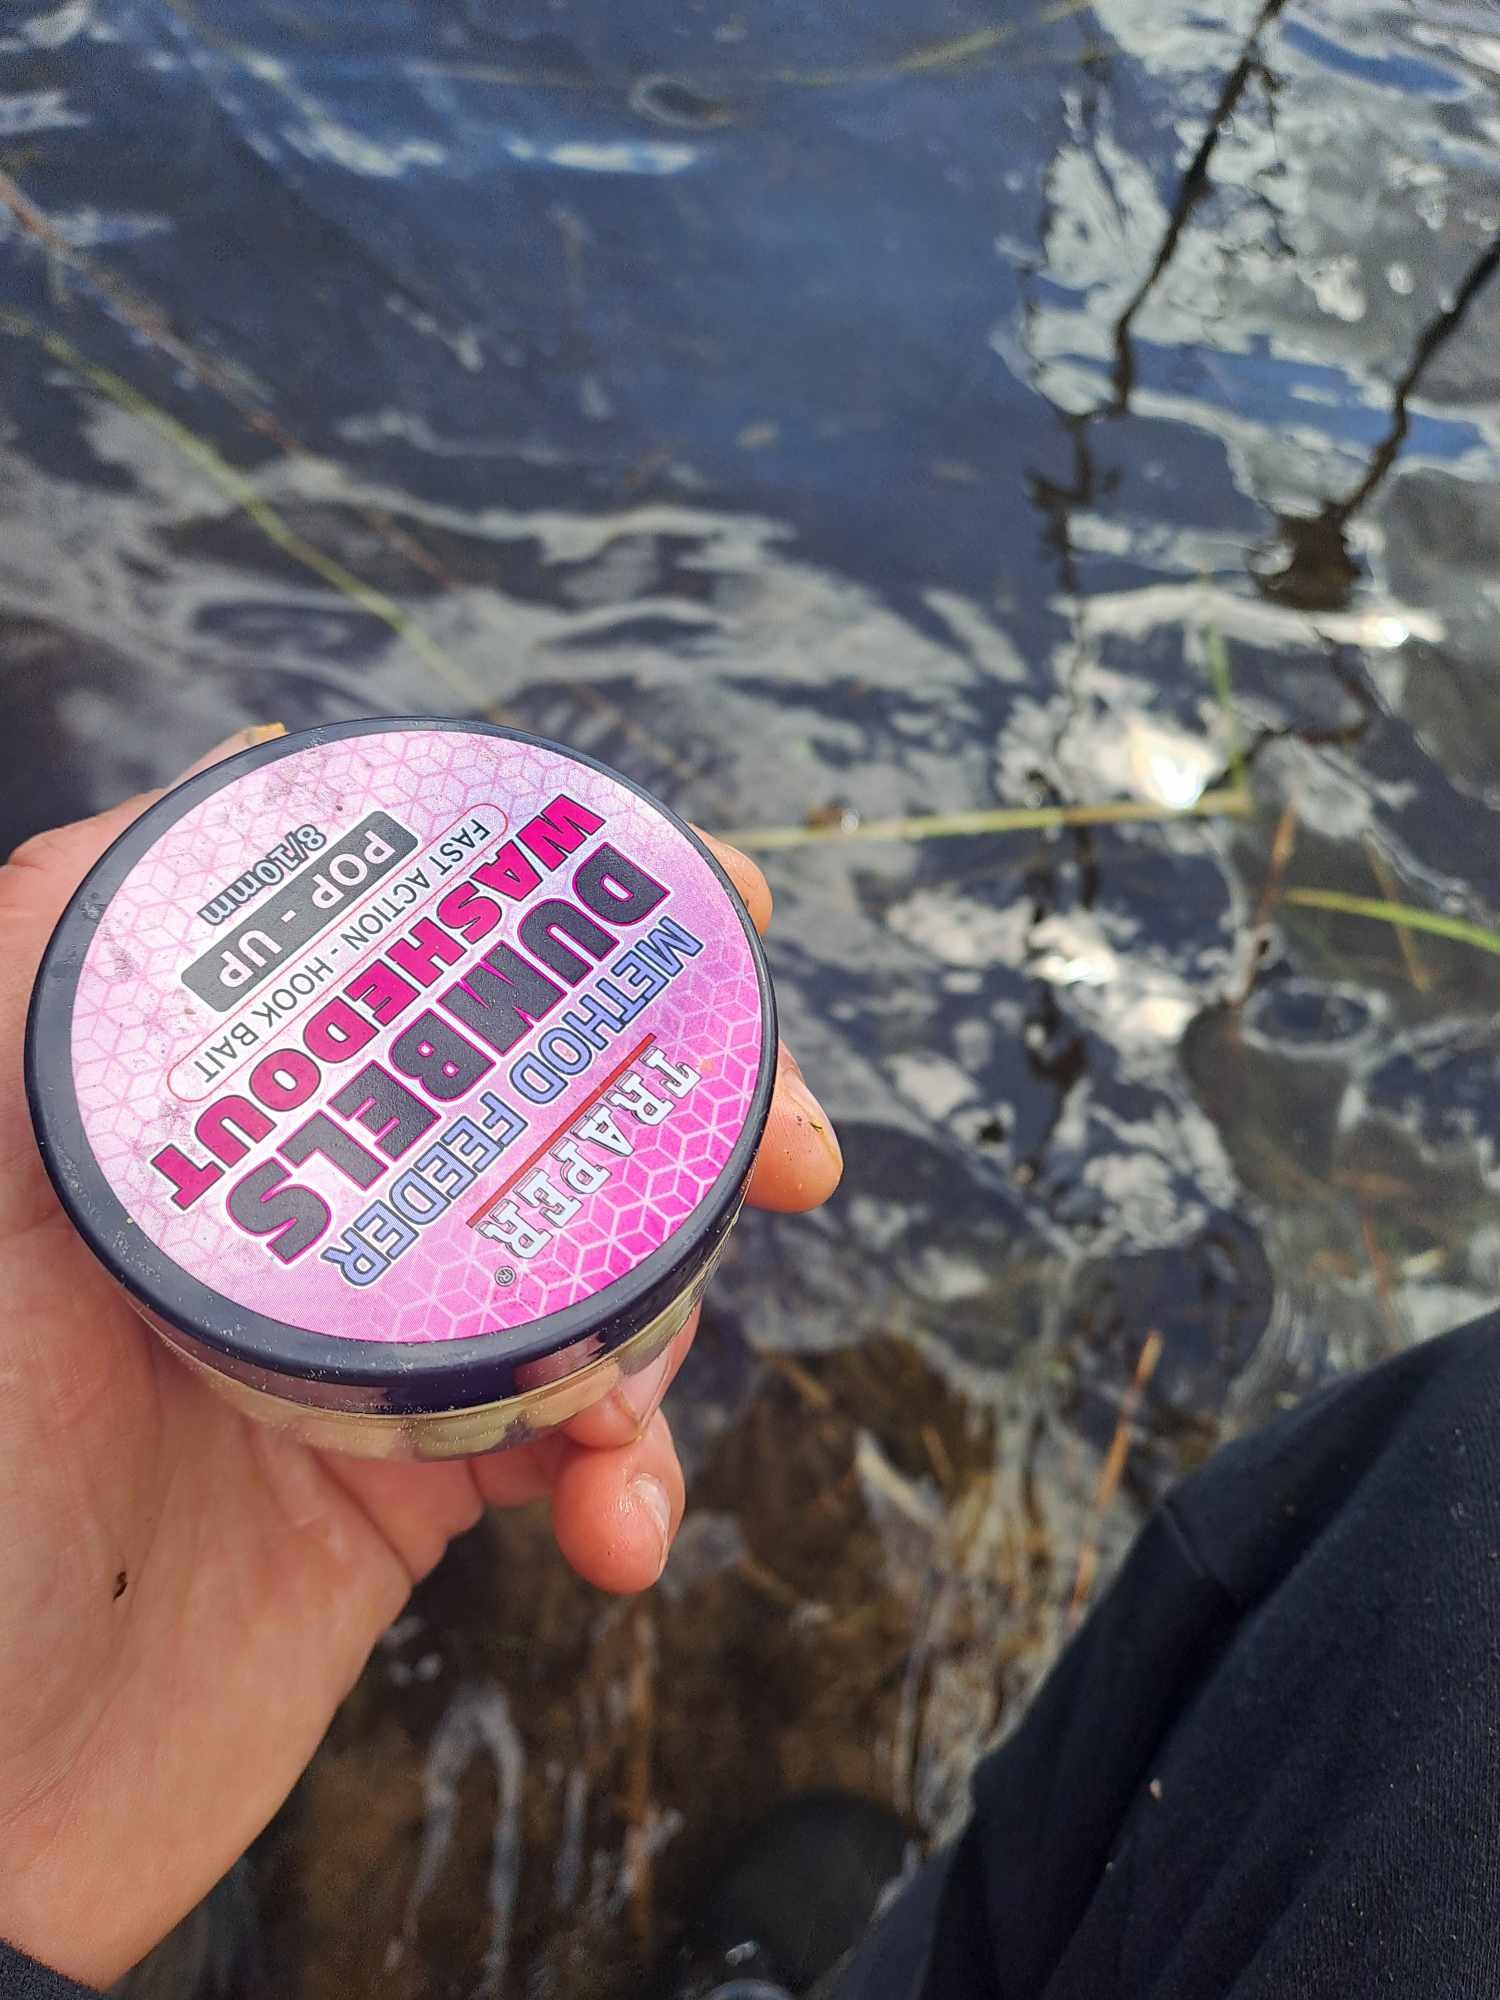 TRAPER®
METHOD FEEDER
DUMBELS
WASHEDOUT
FAST ACTION - HOOK BAIT
POP - UP
8/10mm